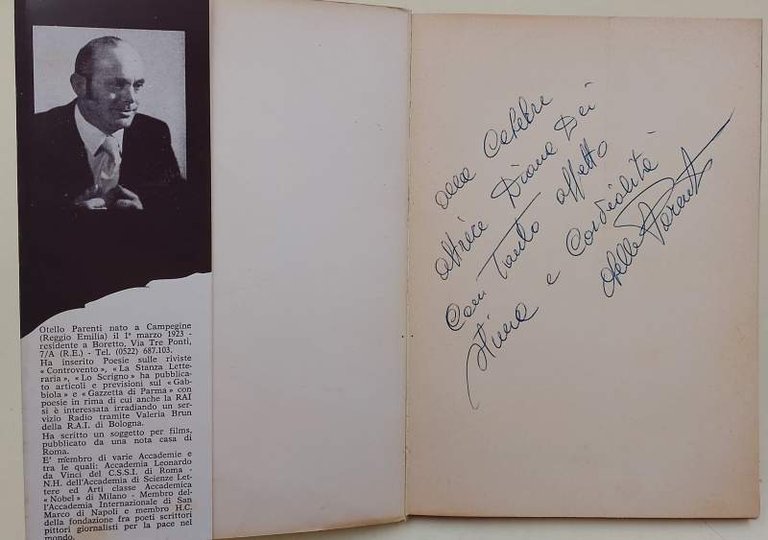 Otello Parenti nato a Campegine
(Reggio Emilia) il 1° marzo 1923 -
residente a Boretto, Via Tre Ponti,
7/A (R.E.) - Tel. (0522) 687.103.
Ha inserito Poesie sulle riviste
« Controvento », « La Stanza Lette-
raria », « Lo Scrigno » ha pubblica-
to articoli e previsioni sul « Gab-
biola » e « Gazzetta di Parma » con
poesie in rima di cui anche la RAI
si è interessata irradiando un ser-
vizio Radio tramite Valeria Brun
della R.A.I. di Bologna.
Ha scritto un soggetto per films,
pubblicato da una nota casa di
Roma.
E' membro di varie Accademie e
tra le quali: Accademia Leonardo
da Vinci del C.S.S.I. di Roma -
N.H. dell'Accademia di Scienze Let-
tere ed Arti classe Accademica
« Nobel » di Milano - Membro del-
l'Accademia Internazionale di San
Marco di Napoli e membro H.C.
della fondazione fra poeti scrittori
pittori giornalisti per la pace nel
mondo.
alla Celebre
attrice Diana Dei
Con Tanto affetto
stima e Cordialità
Otello Parenti